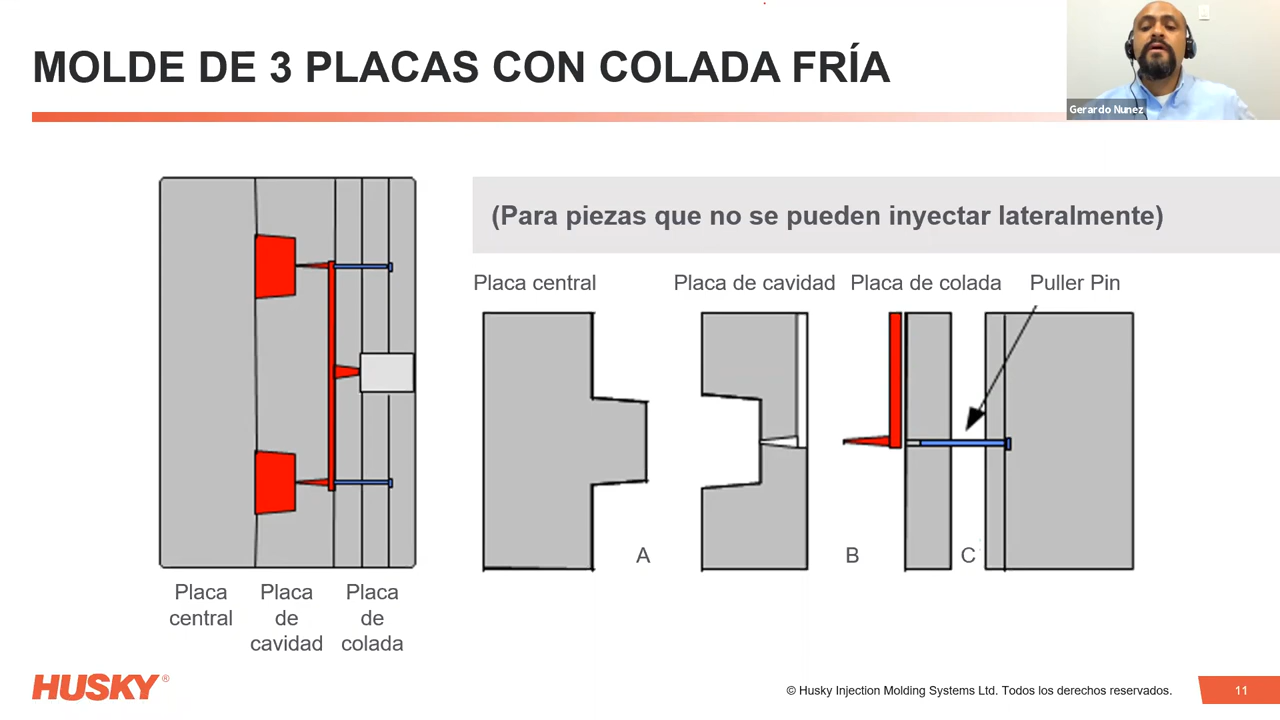 MOLDE DE 3 PLACAS CON COLADA FRÍA
Gerardo Nunez
(Para piezas que no se pueden inyectar lateralmente)
Placa central
Placa de cavidad
Placa de colada
Puller Pin
A
B
C
Placa
central
Placa
de
cavidad
Placa
de
colada
HUSKY®
© Husky Injection Molding Systems Ltd. Todos los derechos reservados.
11